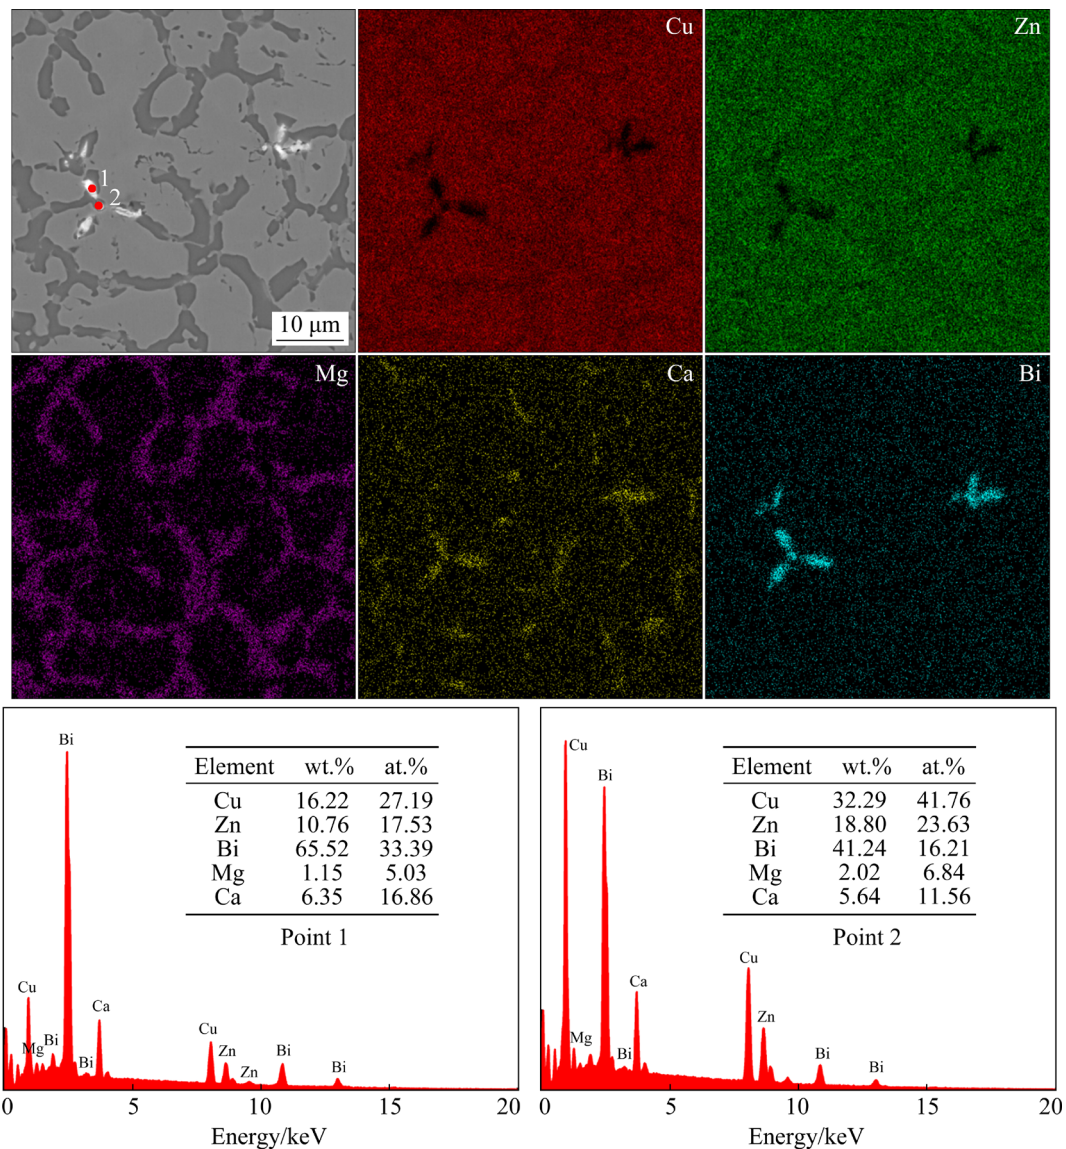 Cu
Zn
1
2
10 μm
Mg
Ca
Bi
Bi
Element wt.% at.%
Cu 16.22 27.19
Zn 10.76 17.53
Bi 65.52 33.39
Mg 1.15 5.03
Ca 6.35 16.86
Point 1
Cu
Mg
Bi
Bi
Ca
Cu
Zn
Zn
Bi
Bi
0 5 10 15 20
Energy/keV
Cu
Bi
Element wt.% at.%
Cu 32.29 41.76
Zn 18.80 23.63
Bi 41.24 16.21
Mg 2.02 6.84
Ca 5.64 11.56
Point 2
Mg
Bi
Ca
Cu
Zn
Bi
Bi
0 5 10 15 20
Energy/keV